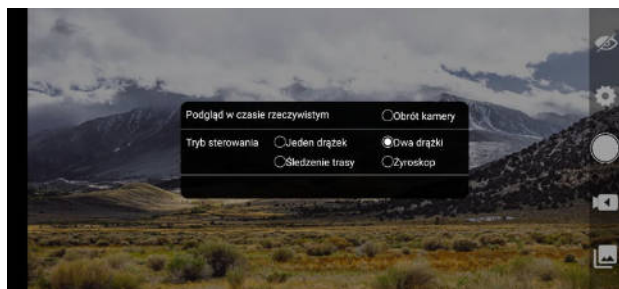 Podgląd w czasie rzeczywistym Obrót kamery
Tryb sterowania Jeden drążek Dwa drążki
Śledzenie trasy Żyroskop